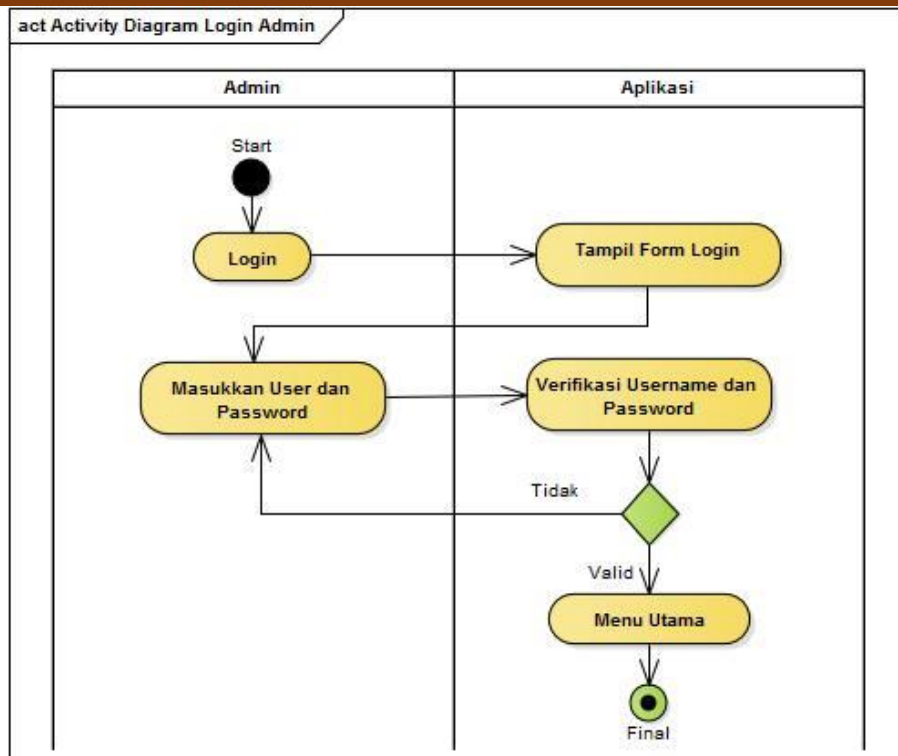 act Activity Diagram Login Admin
Admin
Aplikasi
Start
Login
Tampil Form Login
Masukkan User dan
Password
Verifikasi Username dan
Password
Tidak
Valid
Menu Utama
Final